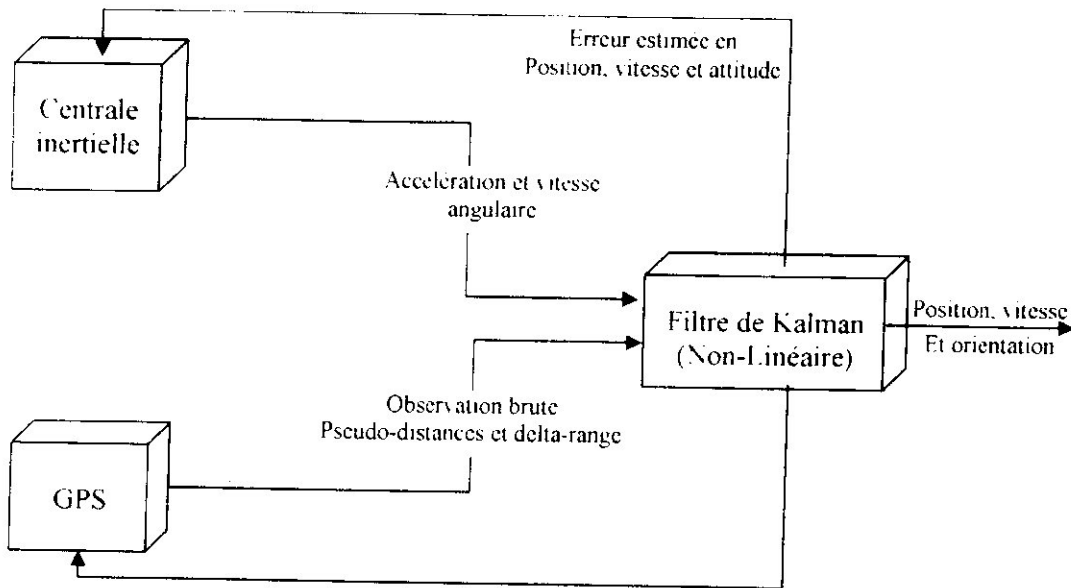 Erreur estimée en
Position, vitesse et attitude
Centrale
inertielle
Accélération et vitesse
angulaire
Filtre de Kalman
(Non-Linéaire)
Position, vitesse
Et orientation
Observation brute
Pseudo-distances et delta-range
GPS